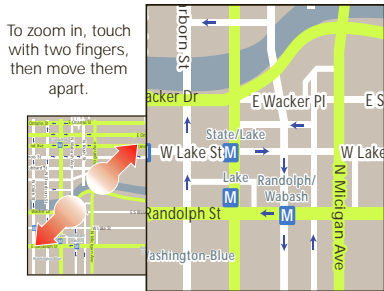 To zoom in, touch
with two fingers,
then move them
apart.
rborn St
acker Dr
E Wacker Pl
E S
State/Lake
W Lake St
M
W Lake
Lake
M
Randolph/
Wabash
M
Randolph St
N Michigan Ave
ashington-Blue